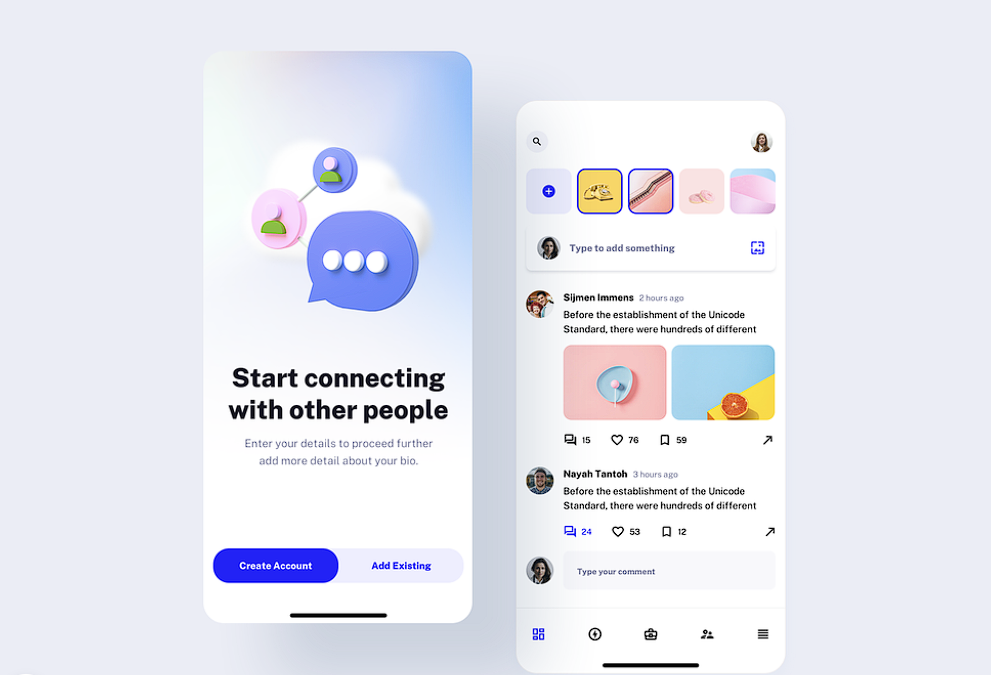 Start connecting
with other people
Enter your details to proceed further
add more detail about your bio.
Create Account
Add Existing
Type to add something
Sijmen Immens 2 hours ago
Before the establishment of the Unicode
Standard, there were hundreds of different
15 76 59
Nayah Tantoh 3 hours ago
Before the establishment of the Unicode
Standard, there were hundreds of different
24 53 12
Type your comment